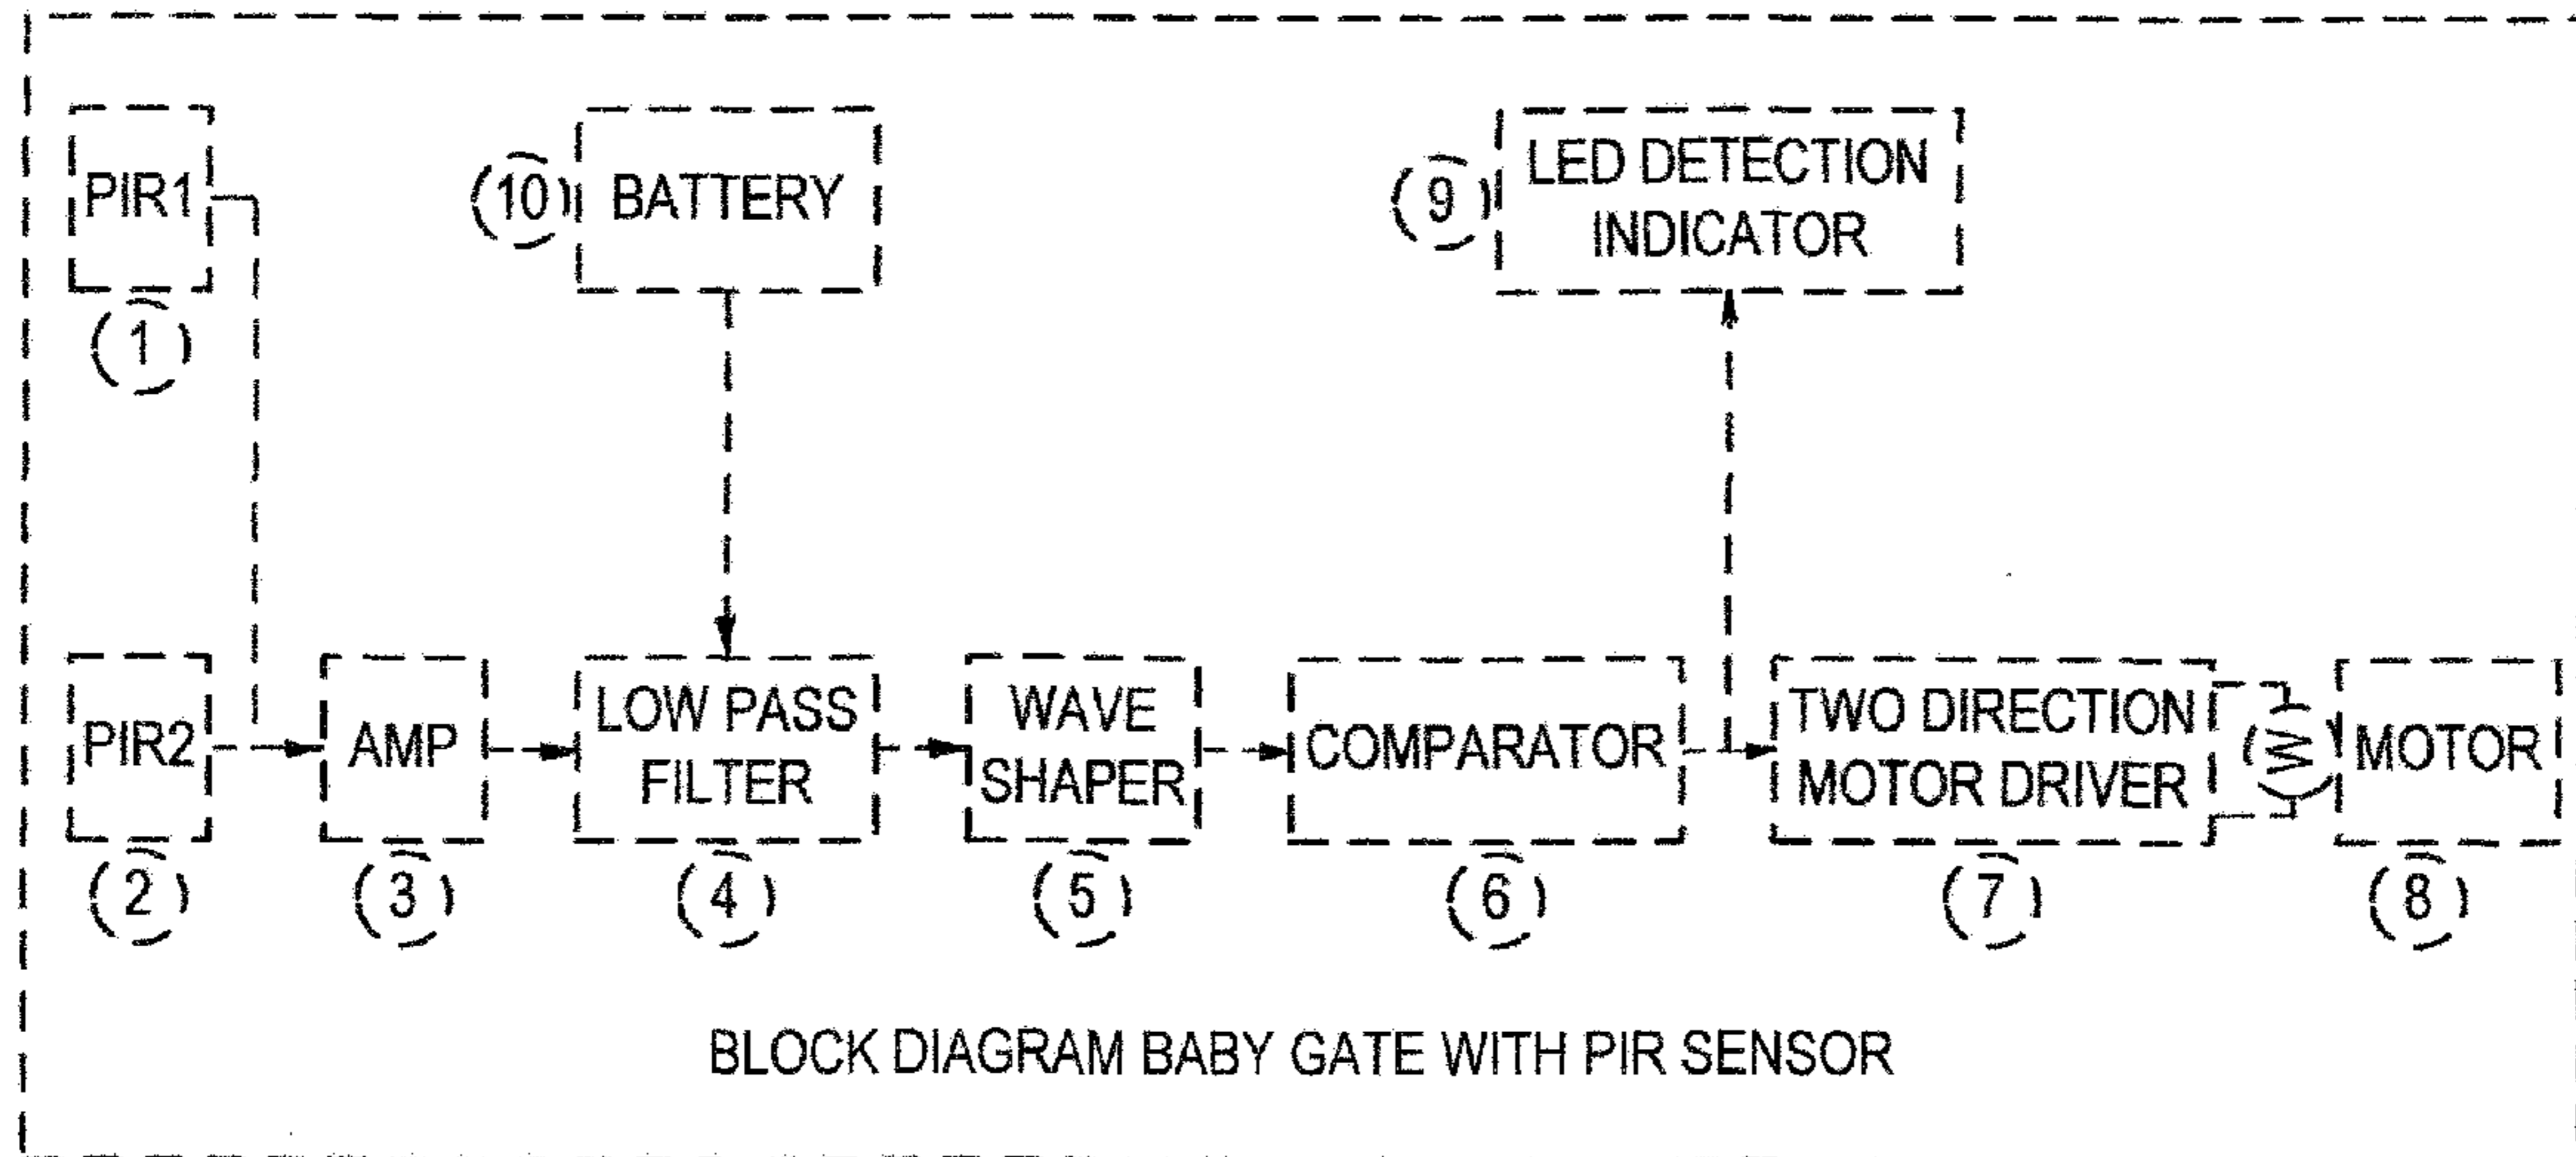 PIR1
1
10
BATTERY
9
LED DETECTION
INDICATOR
PIR2
2
AMP
3
LOW PASS
FILTER
4
WAVE
SHAPER
5
COMPARATOR
6
TWO DIRECTION
MOTOR DRIVER
7
M
MOTOR
8
BLOCK DIAGRAM BABY GATE WITH PIR SENSOR